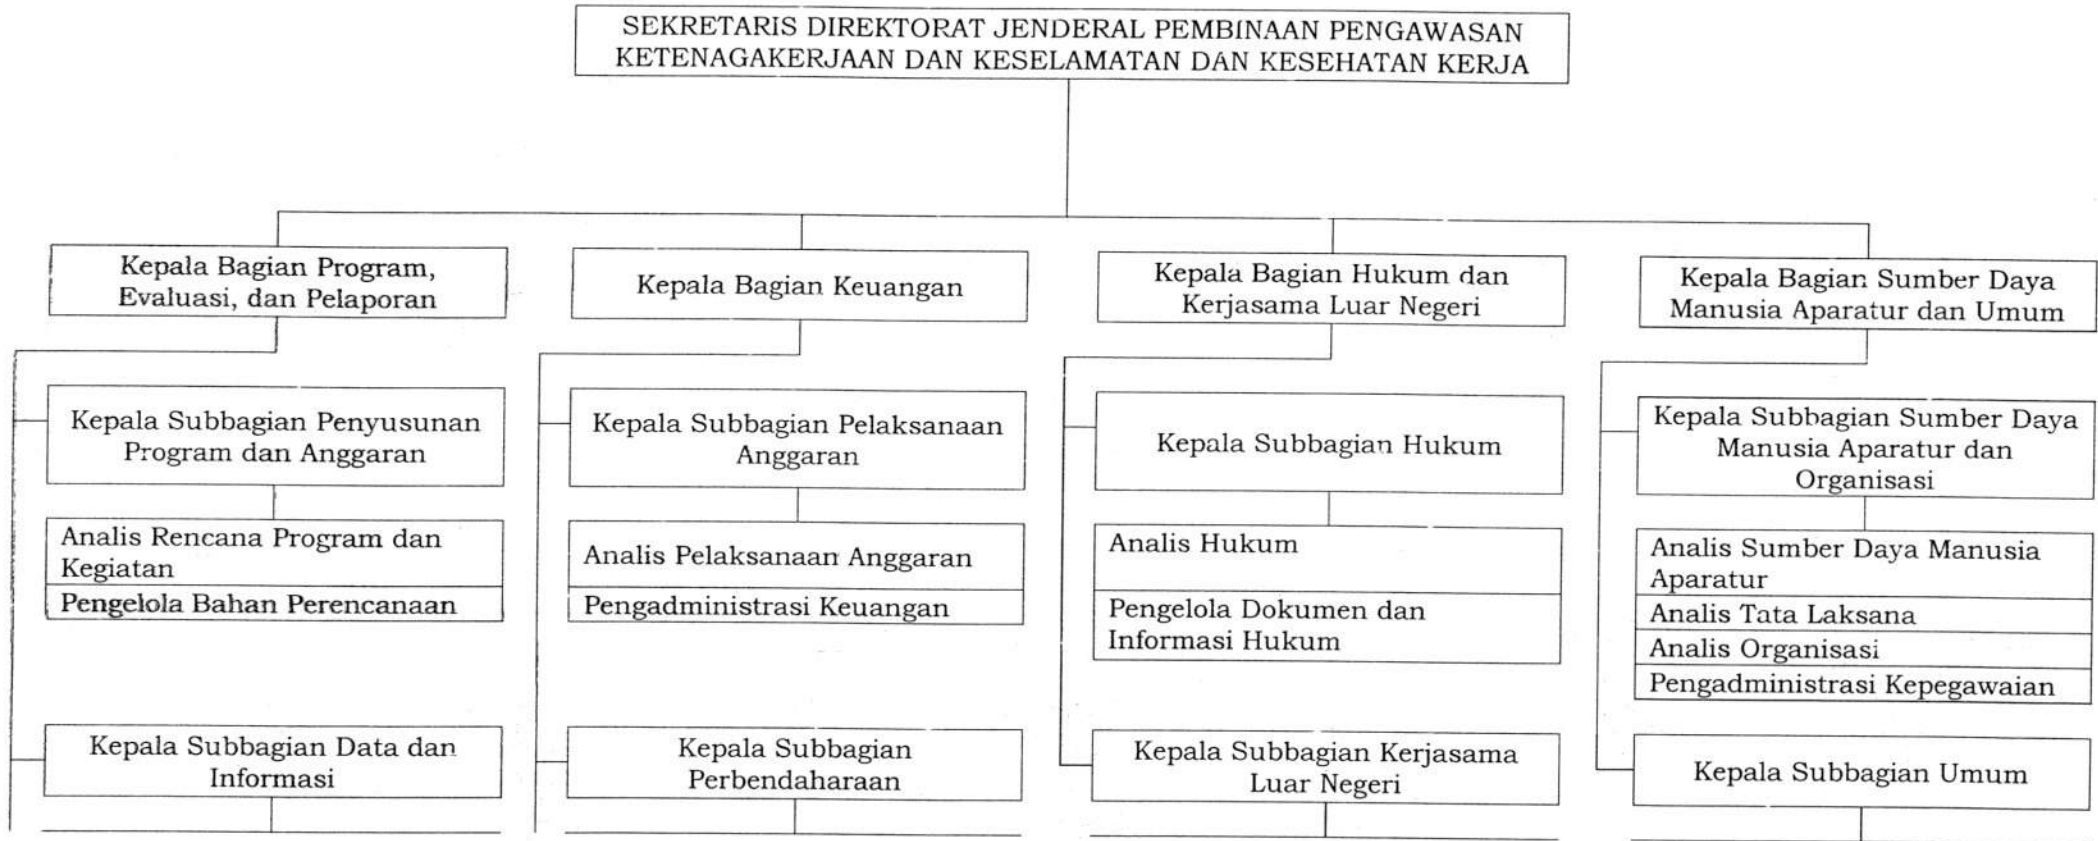 SEKRETARIS DIREKTORAT JENDERAL PEMBINAAN PENGAWASAN
KETENAGAKERJAAN DAN KESELAMATAN DAN KESEHATAN KERJA
Kepala Bagian Program,
Evaluasi, dan Pelaporan
Kepala Bagian Keuangan
Kepala Bagian Hukum dan
Kerjasama Luar Negeri
Kepala Bagian Sumber Daya
Manusia Aparatur dan Umum
Kepala Subbagian Penyusunan
Program dan Anggaran
Kepala Subbagian Pelaksanaan
Anggaran
Kepala Subbagian Hukum
Kepala Subbagian Sumber Daya
Manusia Aparatur dan
Organisasi
Analis Rencana Program dan
Kegiatan
Pengelola Bahan Perencanaan
Analis Pelaksanaan Anggaran
Pengadministrasi Keuangan
Analis Hukum
Pengelola Dokumen dan
Informasi Hukum
Analis Sumber Daya Manusia
Aparatur
Analis Tata Laksana
Analis Organisasi
Pengadministrasi Kepegawaian
Kepala Subbagian Data dan
Informasi
Kepala Subbagian
Perbendaharaan
Kepala Subbagian Kerjasama
Luar Negeri
Kepala Subbagian Umum